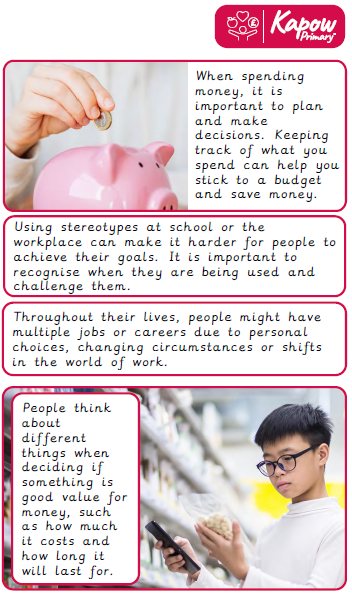 Kapow
Primary
When spending
money, it is
important to plan
and make
decisions. Keeping
track of what you
spend can help you
stick to a budget
and save money.
Using stereotypes at school or the
workplace can make it harder for people to
achieve their goals. It is important to
recognise when they are being used and
challenge them.
Throughout their lives, people might have
multiple jobs or careers due to personal
choices, changing circumstances or shifts
in the world of work.
People think
about
different
things when
deciding if
something is
good value for
money, such
as how much
it costs and
how long it
will last for.